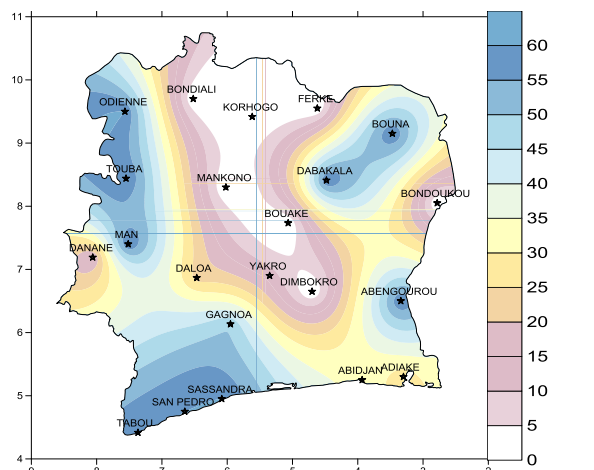 11
60
10
55
BONDIALI
ODIENNE
KORHOGO
FERKE
50
9
BOUNA
45
TOUBA
DABAKALA
MANKONO
40
BONDOUKOU
8
BOUAKE
35
MAN
DANANE
30
7
DALOA
YAKRO
25
DIMBOKRO
ABENGOUROU
20
GAGNOA
6
15
ABIDJAN
ADIAKE
10
SASSANDRA
5
SAN PEDRO
5
TABOU
4
0